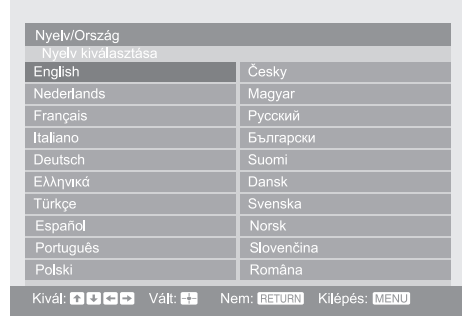 Nyelv/Ország
Nyelv kiválasztása
English Česky
Nederlands Magyar
Français Русский
Italiano Български
Deutsch Suomi
Ελληνικά Dansk
Türkçe Svenska
Español Norsk
Português Slovenčina
Polski Româna
Kivál: Vált: Nem: RETURN Kilépés: MENU